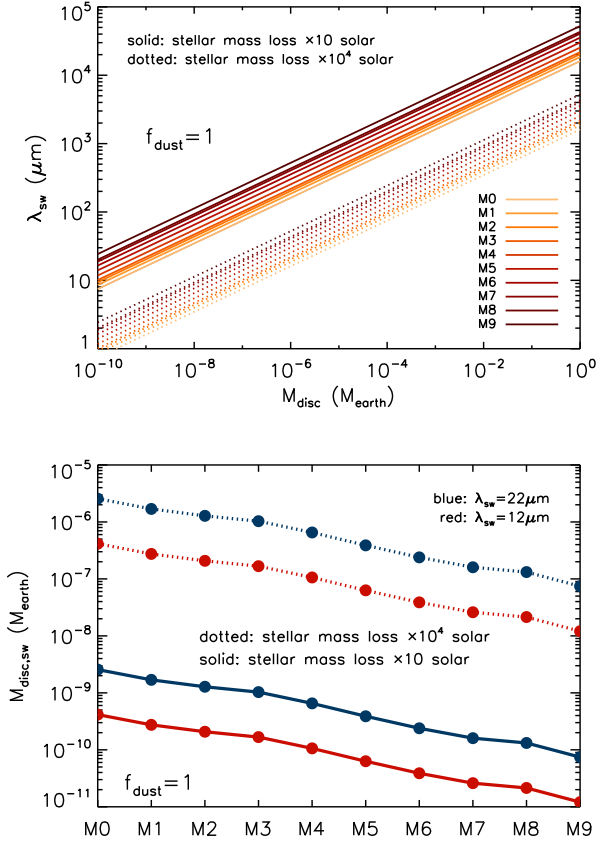 solid: stellar mass loss ×10 solar
dotted: stellar mass loss ×10⁴ solar
f_dust=1
λ_sw (μm)
10⁵
10⁴
10³
10²
10
1
M0
M1
M2
M3
M4
M5
M6
M7
M8
M9
10⁻¹⁰ 10⁻⁸ 10⁻⁶ 10⁻⁴ 10⁻² 10⁰
M_disc (M_earth)
blue: λ_sw=22μm
red: λ_sw=12μm
M_disc,sw (M_earth)
10⁻⁵
10⁻⁶
10⁻⁷
10⁻⁸
10⁻⁹
10⁻¹⁰
10⁻¹¹
dotted: stellar mass loss ×10⁴ solar
solid: stellar mass loss ×10 solar
f_dust=1
M0 M1 M2 M3 M4 M5 M6 M7 M8 M9